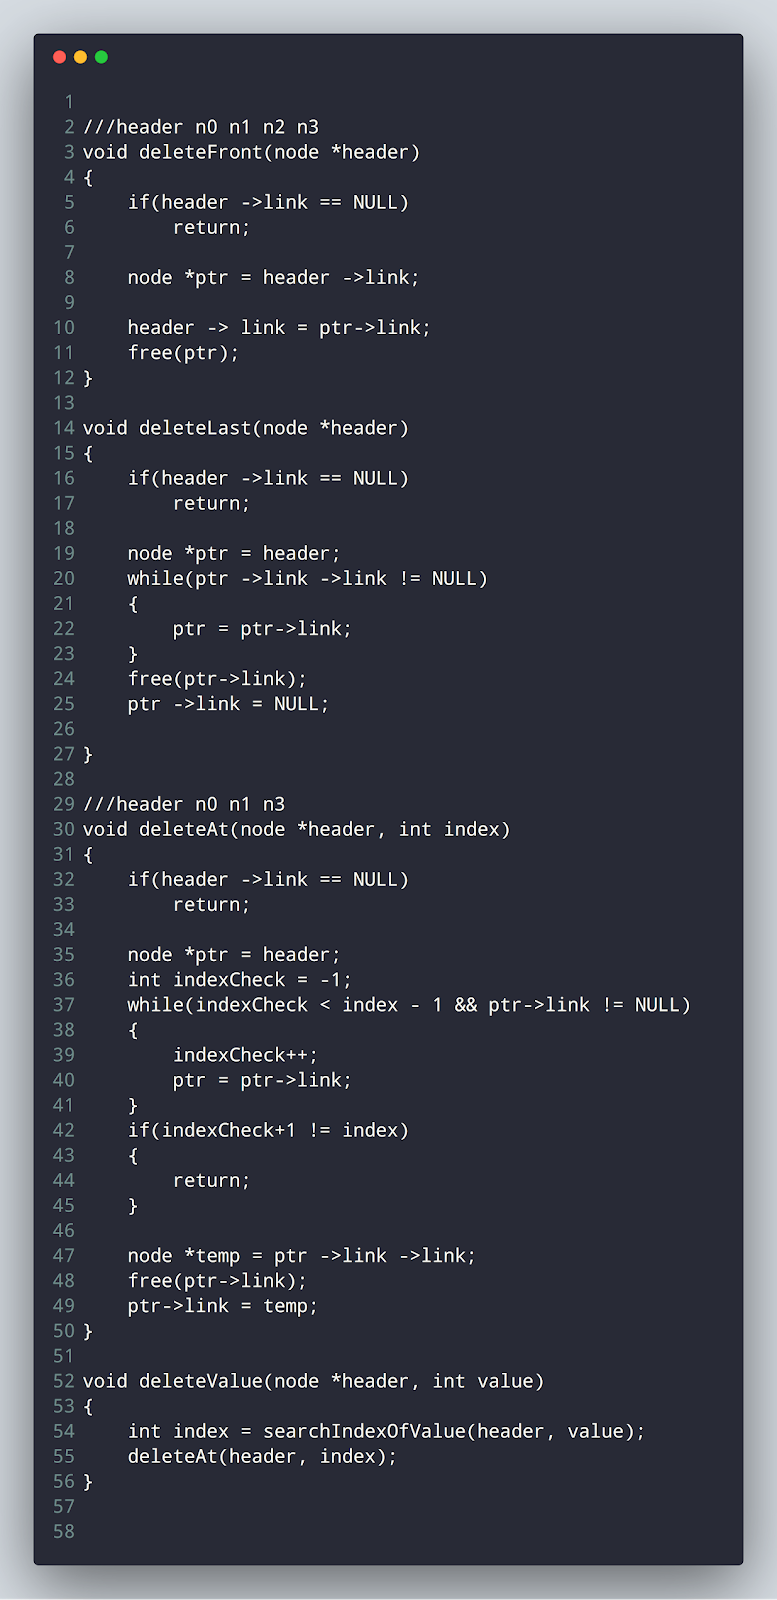 1
2 ///header n0 n1 n2 n3
3 void deleteFront(node *header)
4 {
5     if(header ->link == NULL)
6         return;
7
8     node *ptr = header ->link;
9
10     header -> link = ptr->link;
11     free(ptr);
12 }
13
14 void deleteLast(node *header)
15 {
16     if(header ->link == NULL)
17         return;
18
19     node *ptr = header;
20     while(ptr ->link ->link != NULL)
21     {
22         ptr = ptr->link;
23     }
24     free(ptr->link);
25     ptr ->link = NULL;
26
27 }
28
29 ///header n0 n1 n3
30 void deleteAt(node *header, int index)
31 {
32     if(header ->link == NULL)
33         return;
34
35     node *ptr = header;
36     int indexCheck = -1;
37     while(indexCheck < index - 1 && ptr->link != NULL)
38     {
39         indexCheck++;
40         ptr = ptr->link;
41     }
42     if(indexCheck+1 != index)
43     {
44         return;
45     }
46
47     node *temp = ptr ->link ->link;
48     free(ptr->link);
49     ptr->link = temp;
50 }
51
52 void deleteValue(node *header, int value)
53 {
54     int index = searchIndexOfValue(header, value);
55     deleteAt(header, index);
56 }
57
58